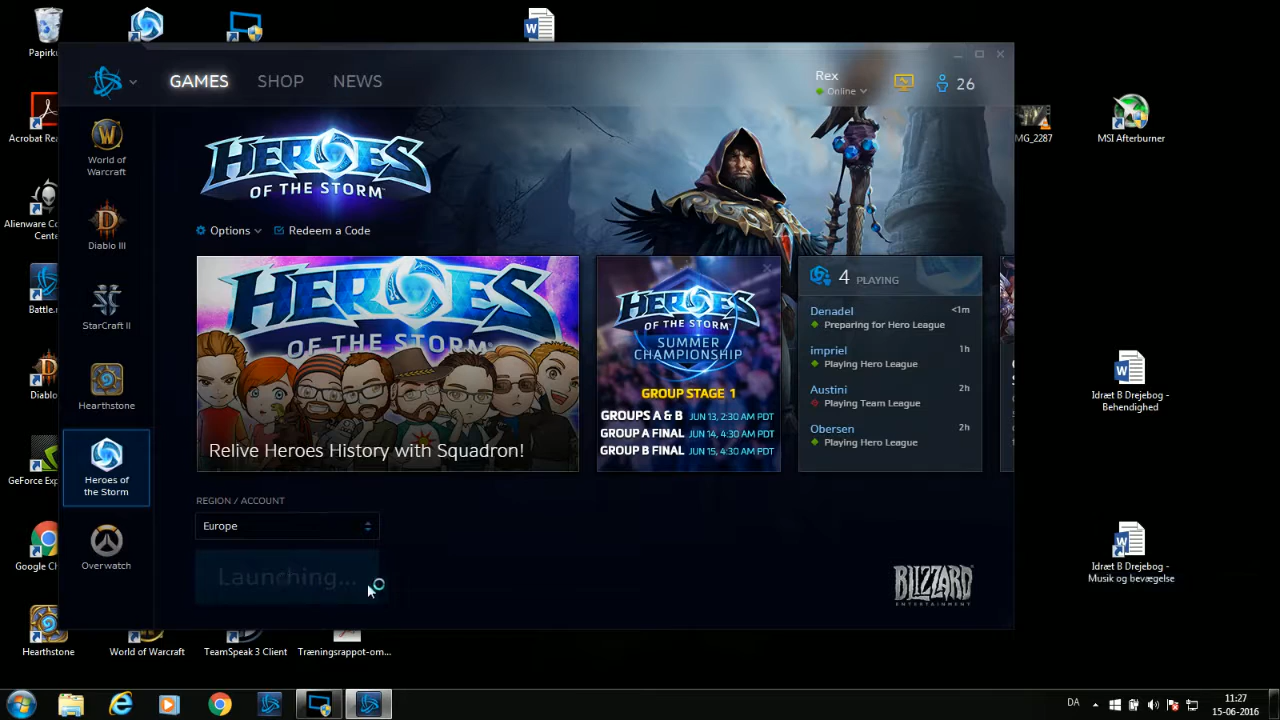 Papirku
GAMES
SHOP
NEWS
Rex
Online
26
Acrobat Rea
MG_2287
MSI Afterburner
World of
Warcraft
HEROES
OF THE STORM
Alienware Co
Center
Options
Redeem a Code
Diablo III
HEROES
OF THE STORM
Relive Heroes History with Squadron!
HEROES
OF THE STORM
SUMMER
CHAMPIONSHIP
GROUP STAGE 1
GROUPS A & B JUN 13, 2:30 AM PDT
GROUP A FINAL JUN 14, 4:30 AM PDT
GROUP B FINAL JUN 15, 4:30 AM PDT
4 PLAYING
Denadel <1m
Preparing for Hero League
impriel 1h
Playing Hero League
Austini 2h
Playing Team League
Obersen 2h
Playing Hero League
Battle.n
StarCraft II
Diablo
Hearthstone
Idræt B Drejebog -
Behendighed
GeForce Exp
Heroes of
the Storm
REGION / ACCOUNT
Europe
Google Ch
Overwatch
Launching...
BLIZZARD
ENTERTAINMENT
Idræt B Drejebog -
Musik og bevægelse
Hearthstone
World of Warcraft
TeamSpeak 3 Client
Træningsrappot-om...
DA
11:27
15-06-2016